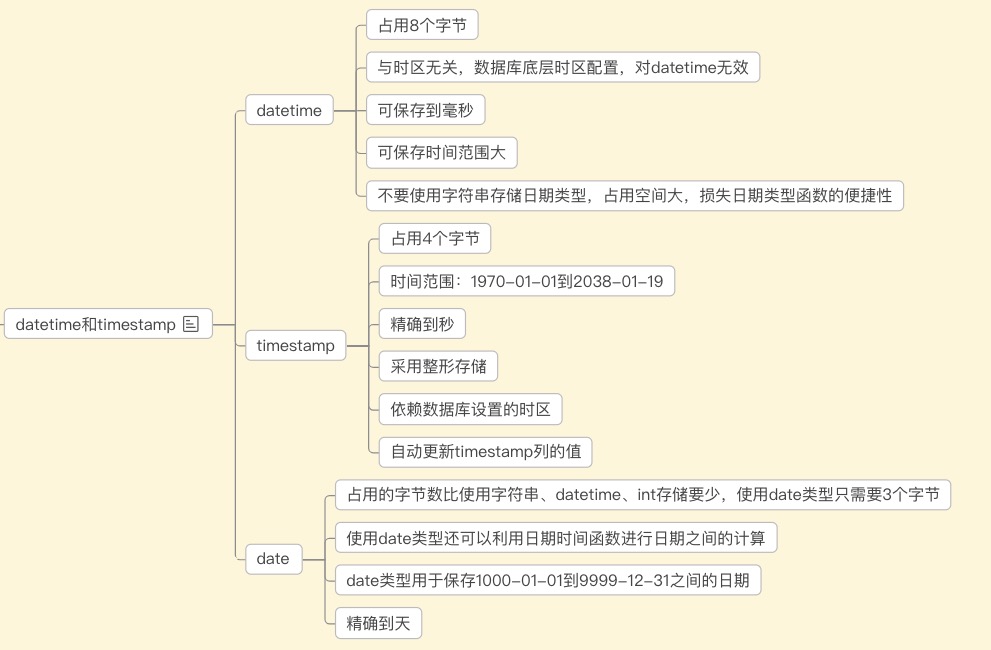 datetime和timestamp
datetime
占用8个字节
与时区无关，数据库底层时区配置，对datetime无效
可保存到毫秒
可保存时间范围大
不要使用字符串存储日期类型，占用空间大，损失日期类型函数的便捷性
timestamp
占用4个字节
时间范围：1970-01-01到2038-01-19
精确到秒
采用整形存储
依赖数据库设置的时区
自动更新timestamp列的值
date
占用的字节数比使用字符串、datetime、int存储要少，使用date类型只需要3个字节
使用date类型还可以利用日期时间函数进行日期之间的计算
date类型用于保存1000-01-01到9999-12-31之间的日期
精确到天